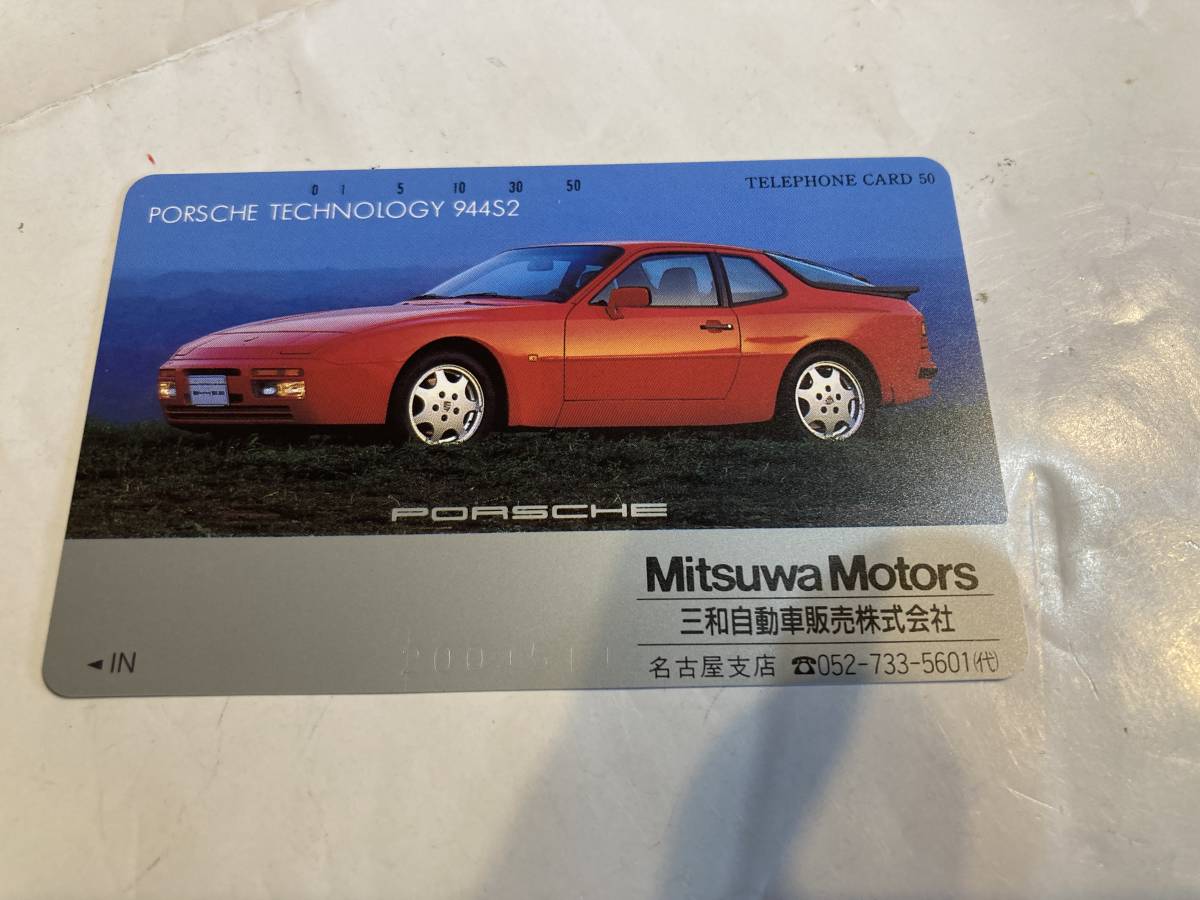 0 1 5 10 30 50
TELEPHONE CARD 50
PORSCHE TECHNOLOGY 944S2
PORSCHE
Mitsuwa Motors
三和自動車販売株式会社
◄IN
名古屋支店 ☎052-733-5601(代)